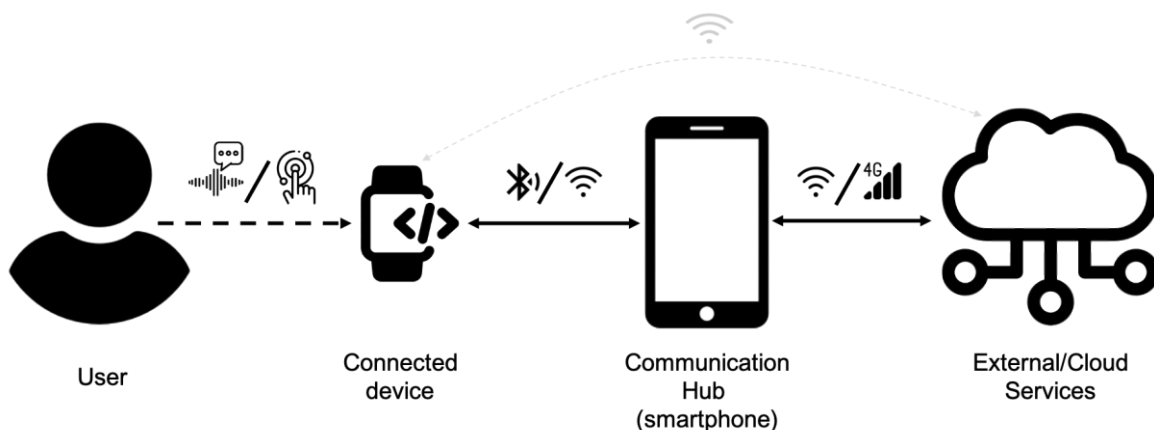 4G
User
Connected
device
Communication
Hub
(smartphone)
External/Cloud
Services